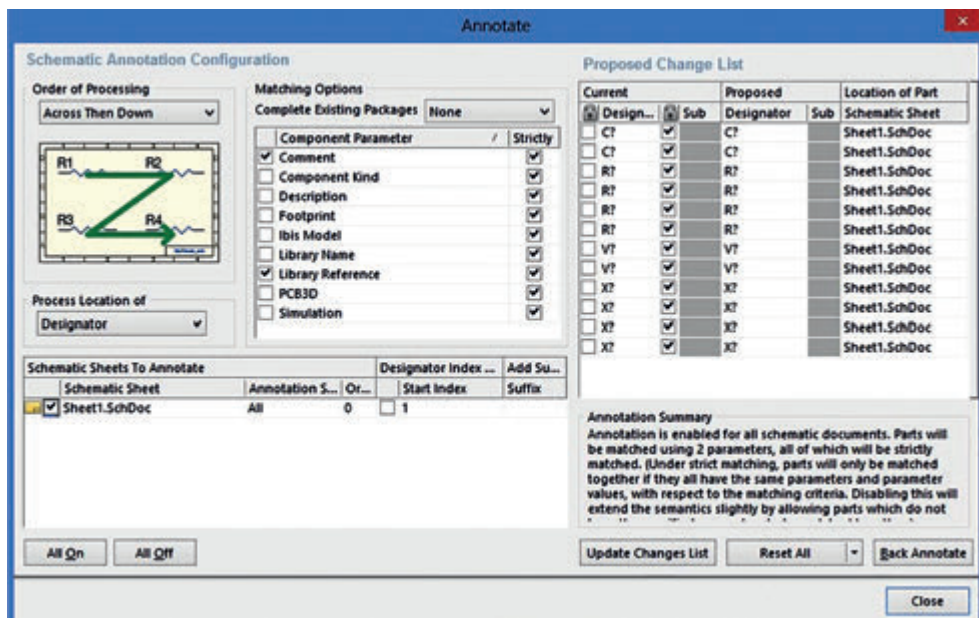 Annotate
Schematic Annotation Configuration
Order of Processing
Across Then Down
R1 R2
R3 R4
Process Location of
Designator
Matching Options
Complete Existing Packages None
Component Parameter / Strictly
Comment
Component Kind
Description
Footprint
Ibis Model
Library Name
Library Reference
PCB3D
Simulation
Proposed Change List
Current Proposed Location of Part
Design... Sub Designator Sub Schematic Sheet
C? C? Sheet1.SchDoc
C? C? Sheet1.SchDoc
R? R? Sheet1.SchDoc
R? R? Sheet1.SchDoc
R? R? Sheet1.SchDoc
R? R? Sheet1.SchDoc
V? V? Sheet1.SchDoc
V? V? Sheet1.SchDoc
X? X? Sheet1.SchDoc
X? X? Sheet1.SchDoc
X? X? Sheet1.SchDoc
X? X? Sheet1.SchDoc
Schematic Sheets To Annotate Designator Index ... Add Su...
Schematic Sheet Annotation S... Or... Start Index Suffix
Sheet1.SchDoc All 0 1
Annotation Summary
Annotation is enabled for all schematic documents. Parts will
be matched using 2 parameters, all of which will be strictly
matched. (Under strict matching, parts will only be matched
together if they all have the same parameters and parameter
values, with respect to the matching criteria. Disabling this will
extend the semantics slightly by allowing parts which do not
All On All Off
Update Changes List Reset All Back Annotate
Close